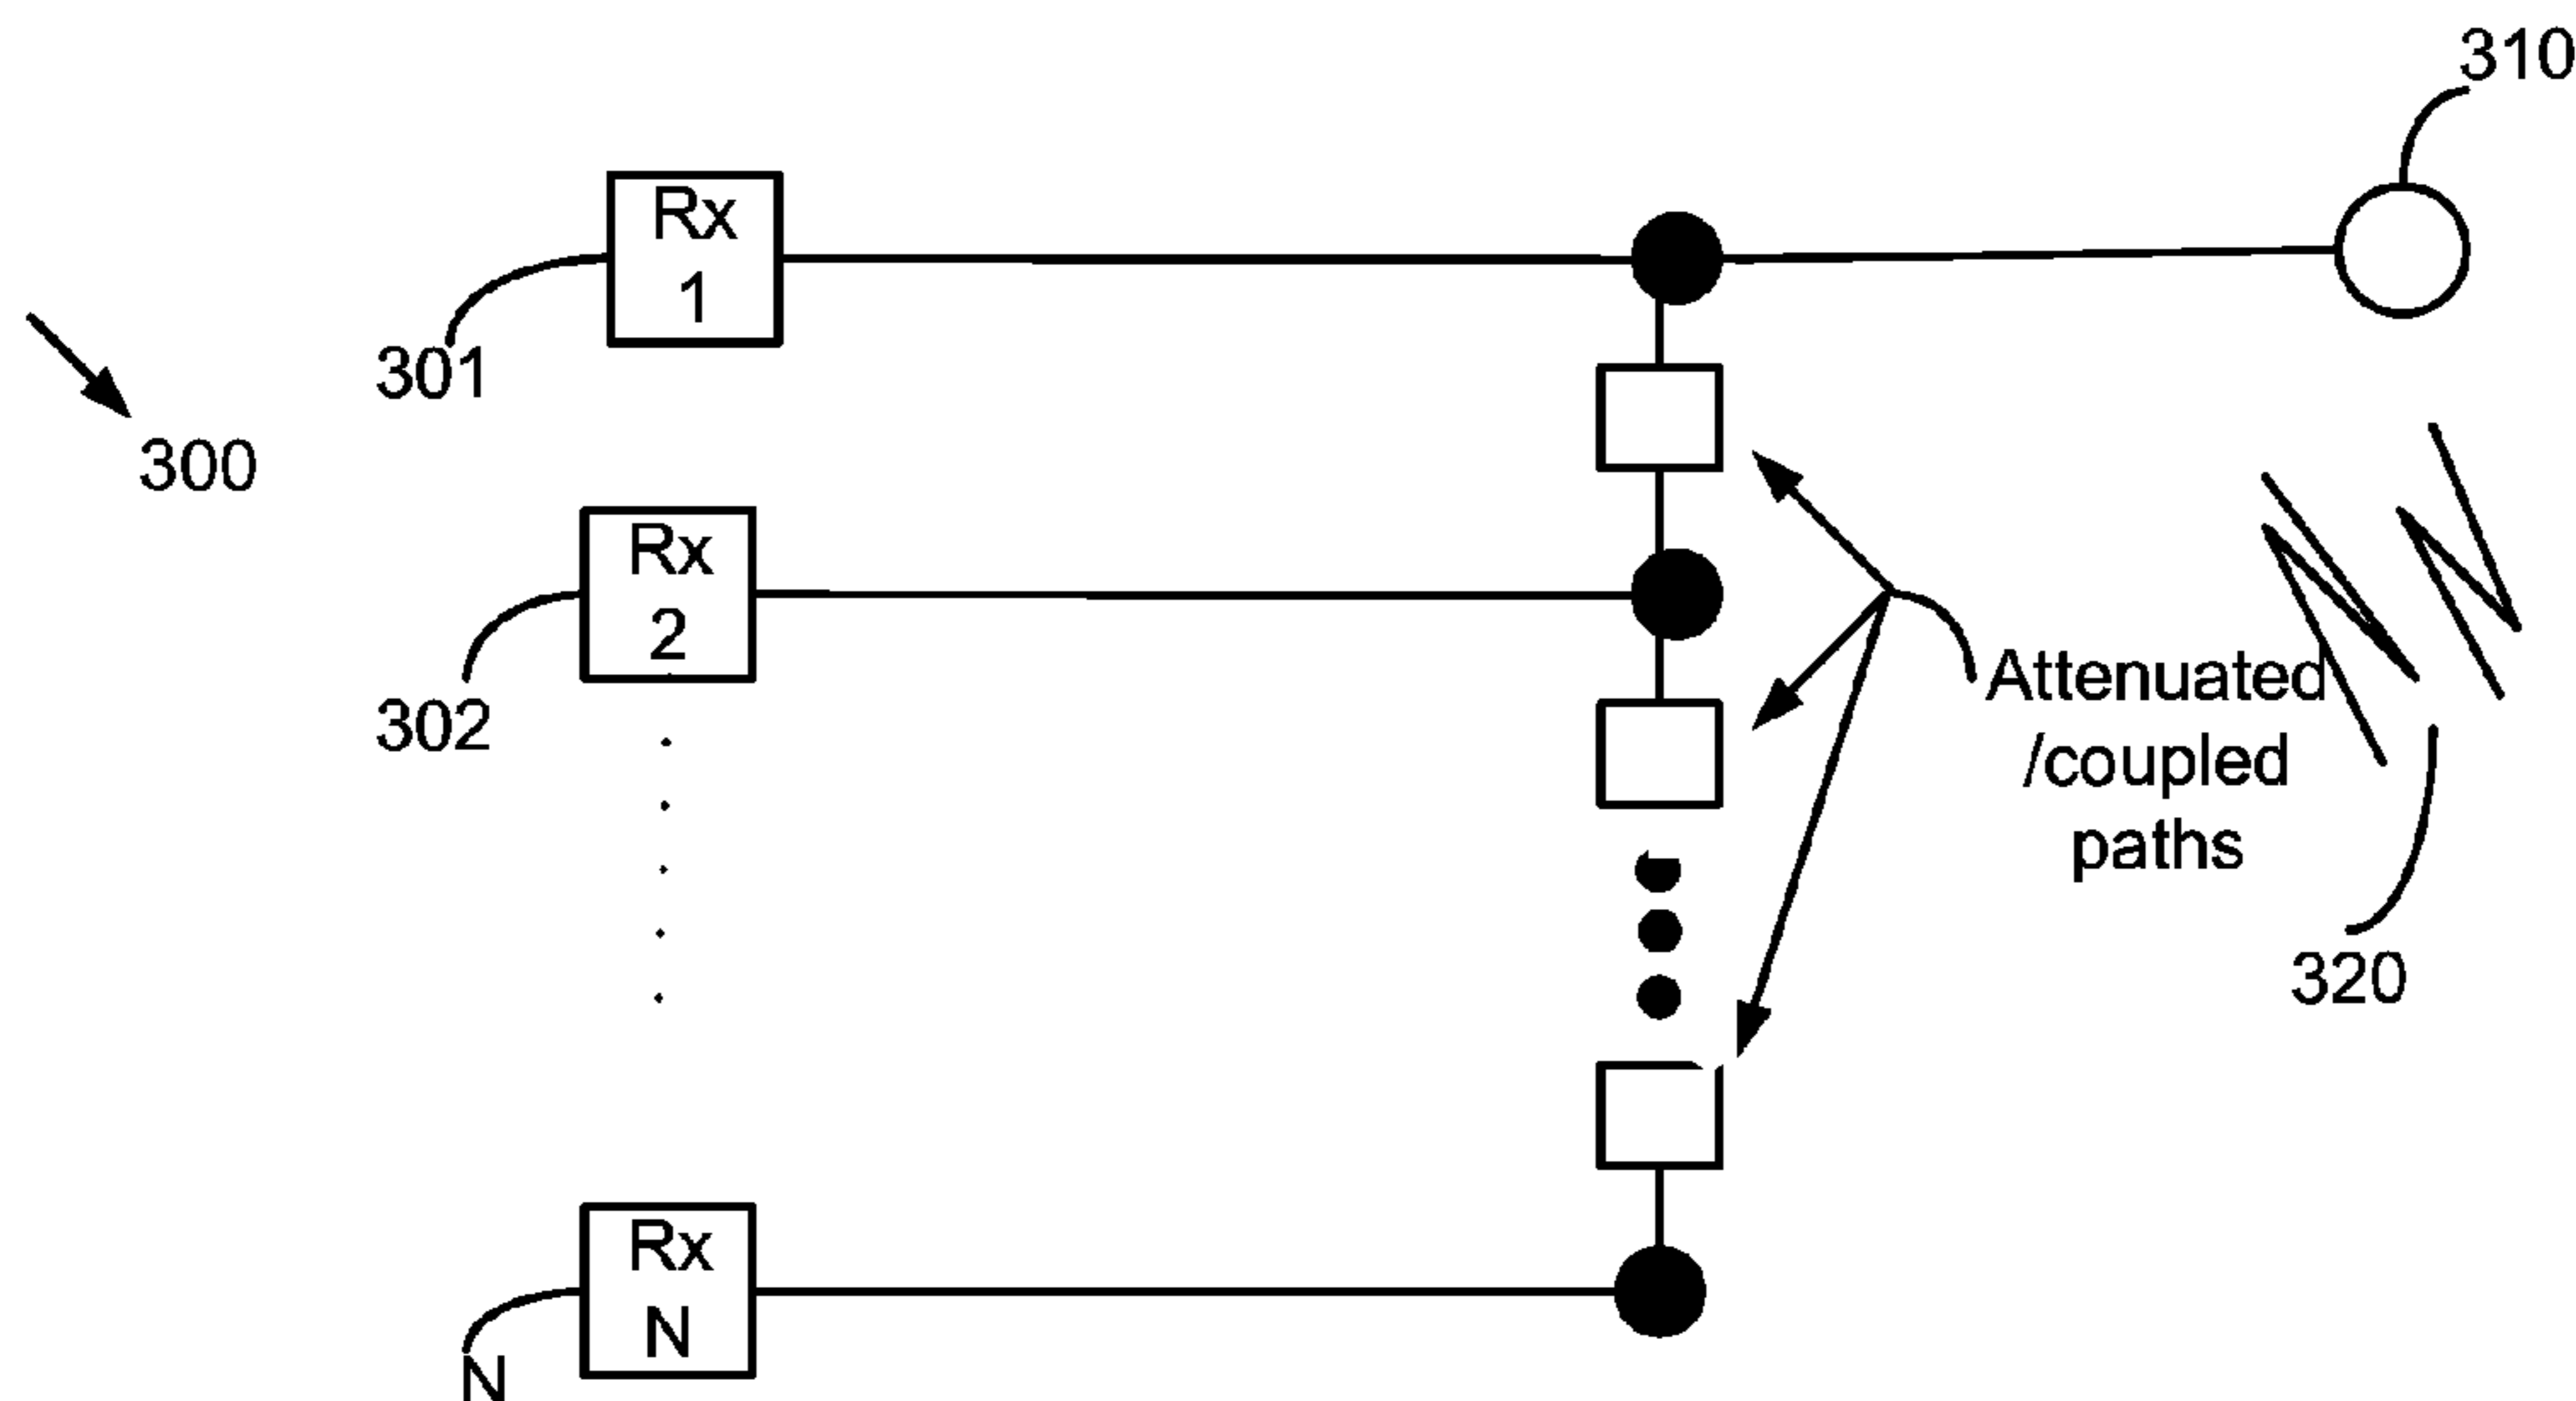 310
Rx
1
301
300
Rx
2
302
Attenuated
/coupled
paths
320
Rx
N
N